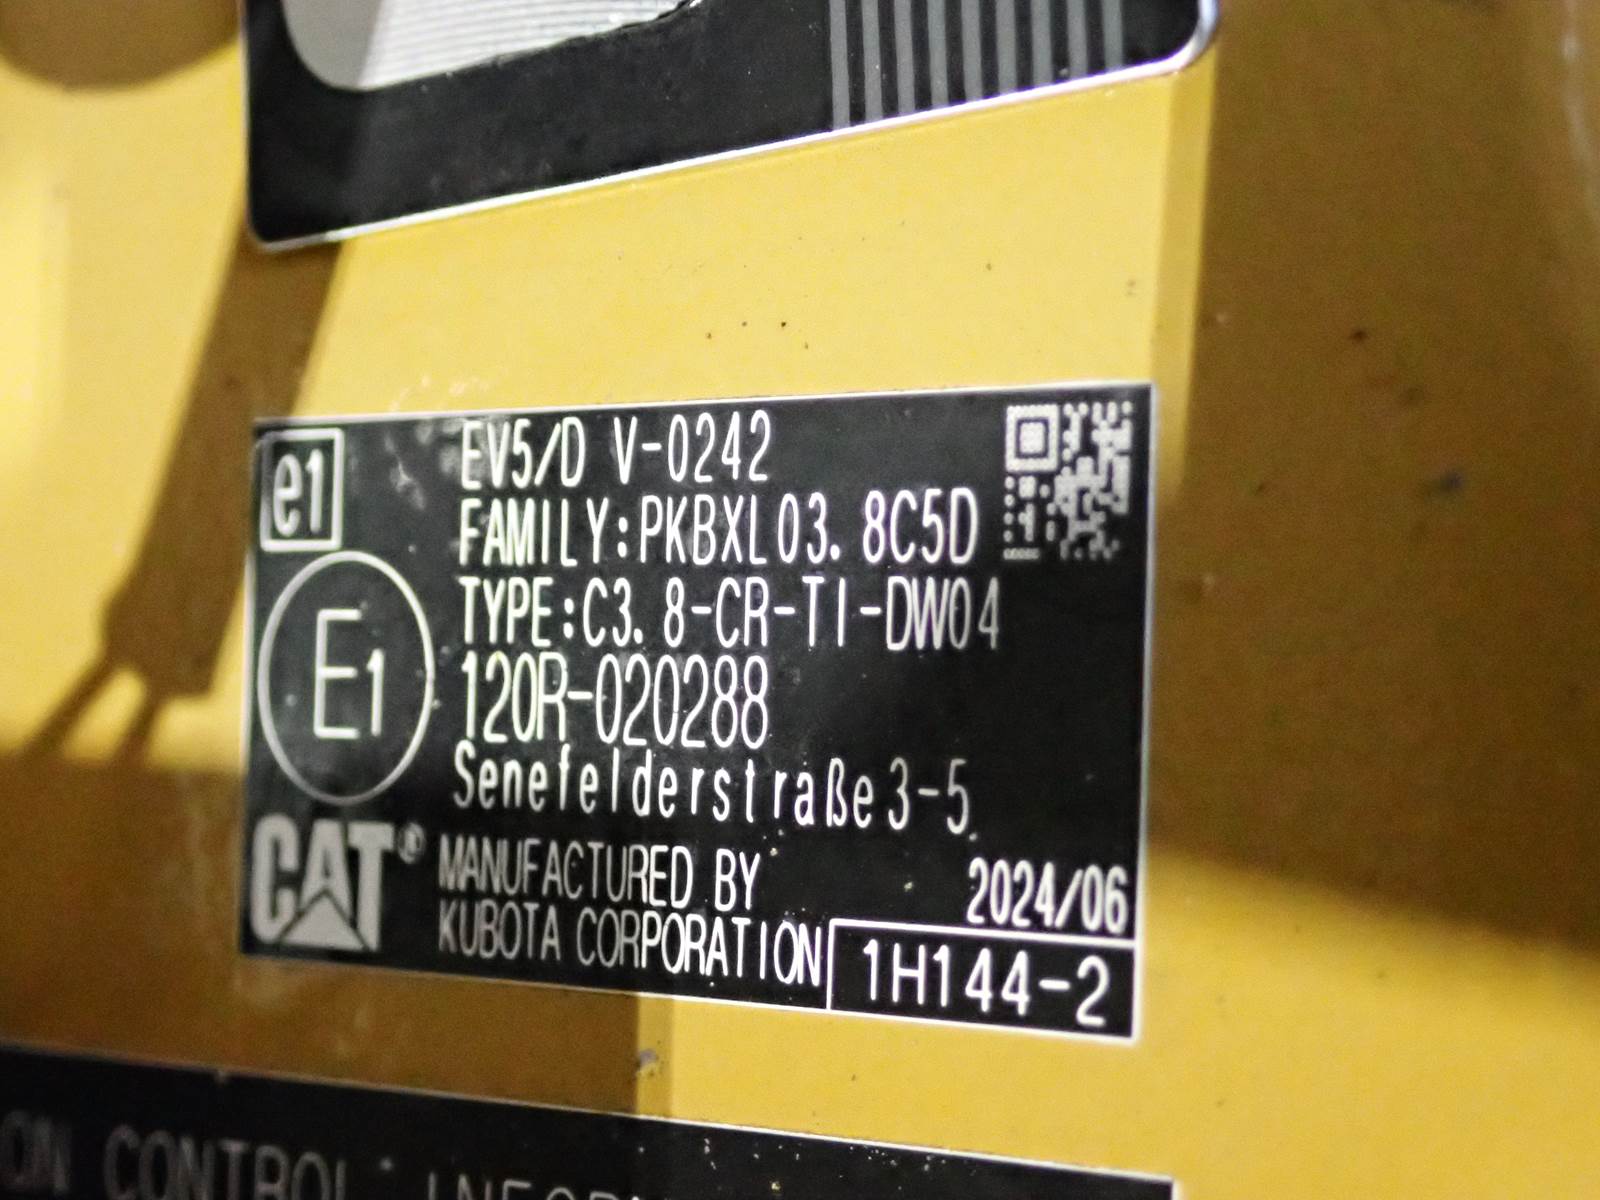 e1
EV5/D V-0242
FAMILY:PKBXL03.8C5D
TYPE:C3.8-CR-TI-DW04
E1
120R-020288
Senefelderstraße3-5
CAT®
MANUFACTURED BY
KUBOTA CORPORATION
2024/06
1H144-2
CONTROL